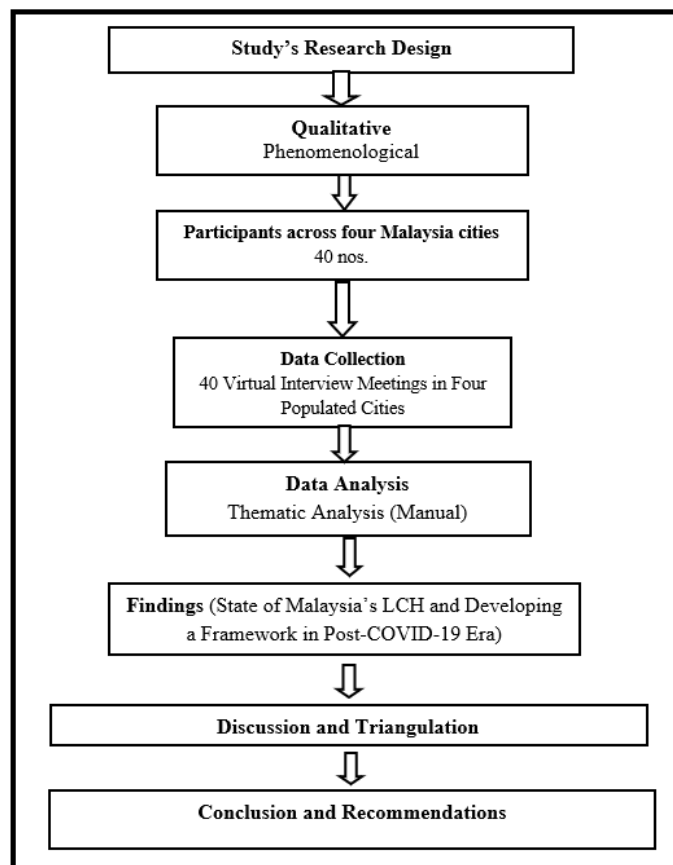 Study’s Research Design
Qualitative
Phenomenological
Participants across four Malaysia cities
40 nos.
Data Collection
40 Virtual Interview Meetings in Four
Populated Cities
Data Analysis
Thematic Analysis (Manual)
Findings (State of Malaysia’s LCH and Developing
a Framework in Post-COVID-19 Era)
Discussion and Triangulation
Conclusion and Recommendations